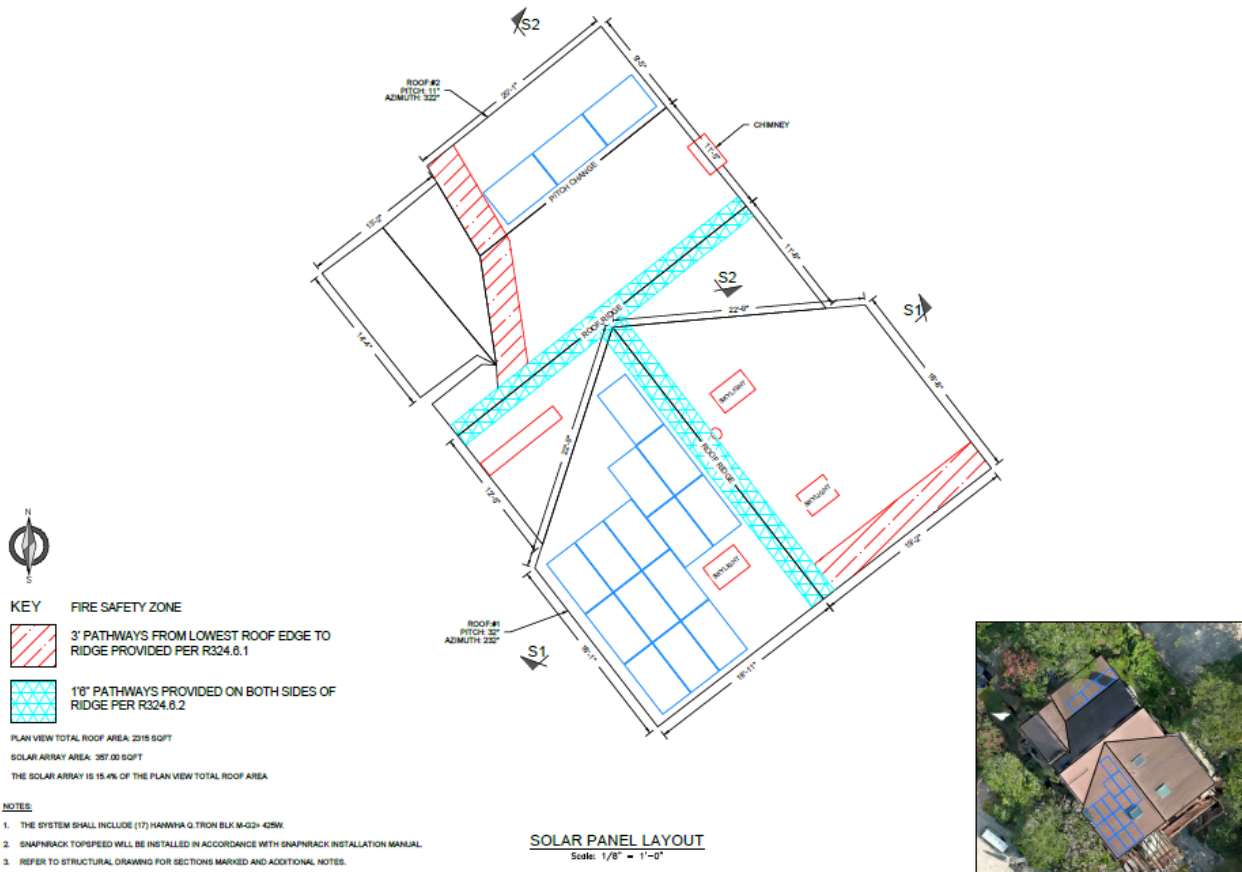 S2
ROOF:#2
PITCH: 11°
AZIMUTH: 322°
20'-1"
9'-5"
CHIMNEY
11'-5"
PITCH CHANGE
13'-2"
14'-4"
11'-8"
S2
ROOF RIDGE
22'-9"
S1
SKYLIGHT
16'-8"
ROOF RIDGE
22'-9"
12'-5"
SKYLIGHT
SKYLIGHT
19'-2"
N
S
ROOF:#1
PITCH: 32°
AZIMUTH: 232°
S1
16'-1"
18'-11"
KEY FIRE SAFETY ZONE
3' PATHWAYS FROM LOWEST ROOF EDGE TO
RIDGE PROVIDED PER R324.6.1
1'6" PATHWAYS PROVIDED ON BOTH SIDES OF
RIDGE PER R324.6.2
PLAN VIEW TOTAL ROOF AREA: 2315 SQFT
SOLAR ARRAY AREA: 357.00 SQFT
THE SOLAR ARRAY IS 15.4% OF THE PLAN VIEW TOTAL ROOF AREA
NOTES:
1. THE SYSTEM SHALL INCLUDE (17) HANWHA Q.TRON BLK M-G2+ 425W.
2. SNAPNRACK TOPSPEED WILL BE INSTALLED IN ACCORDANCE WITH SNAPNRACK INSTALLATION MANUAL.
3. REFER TO STRUCTURAL DRAWING FOR SECTIONS MARKED AND ADDITIONAL NOTES.
SOLAR PANEL LAYOUT
Scale: 1/8" = 1'-0"